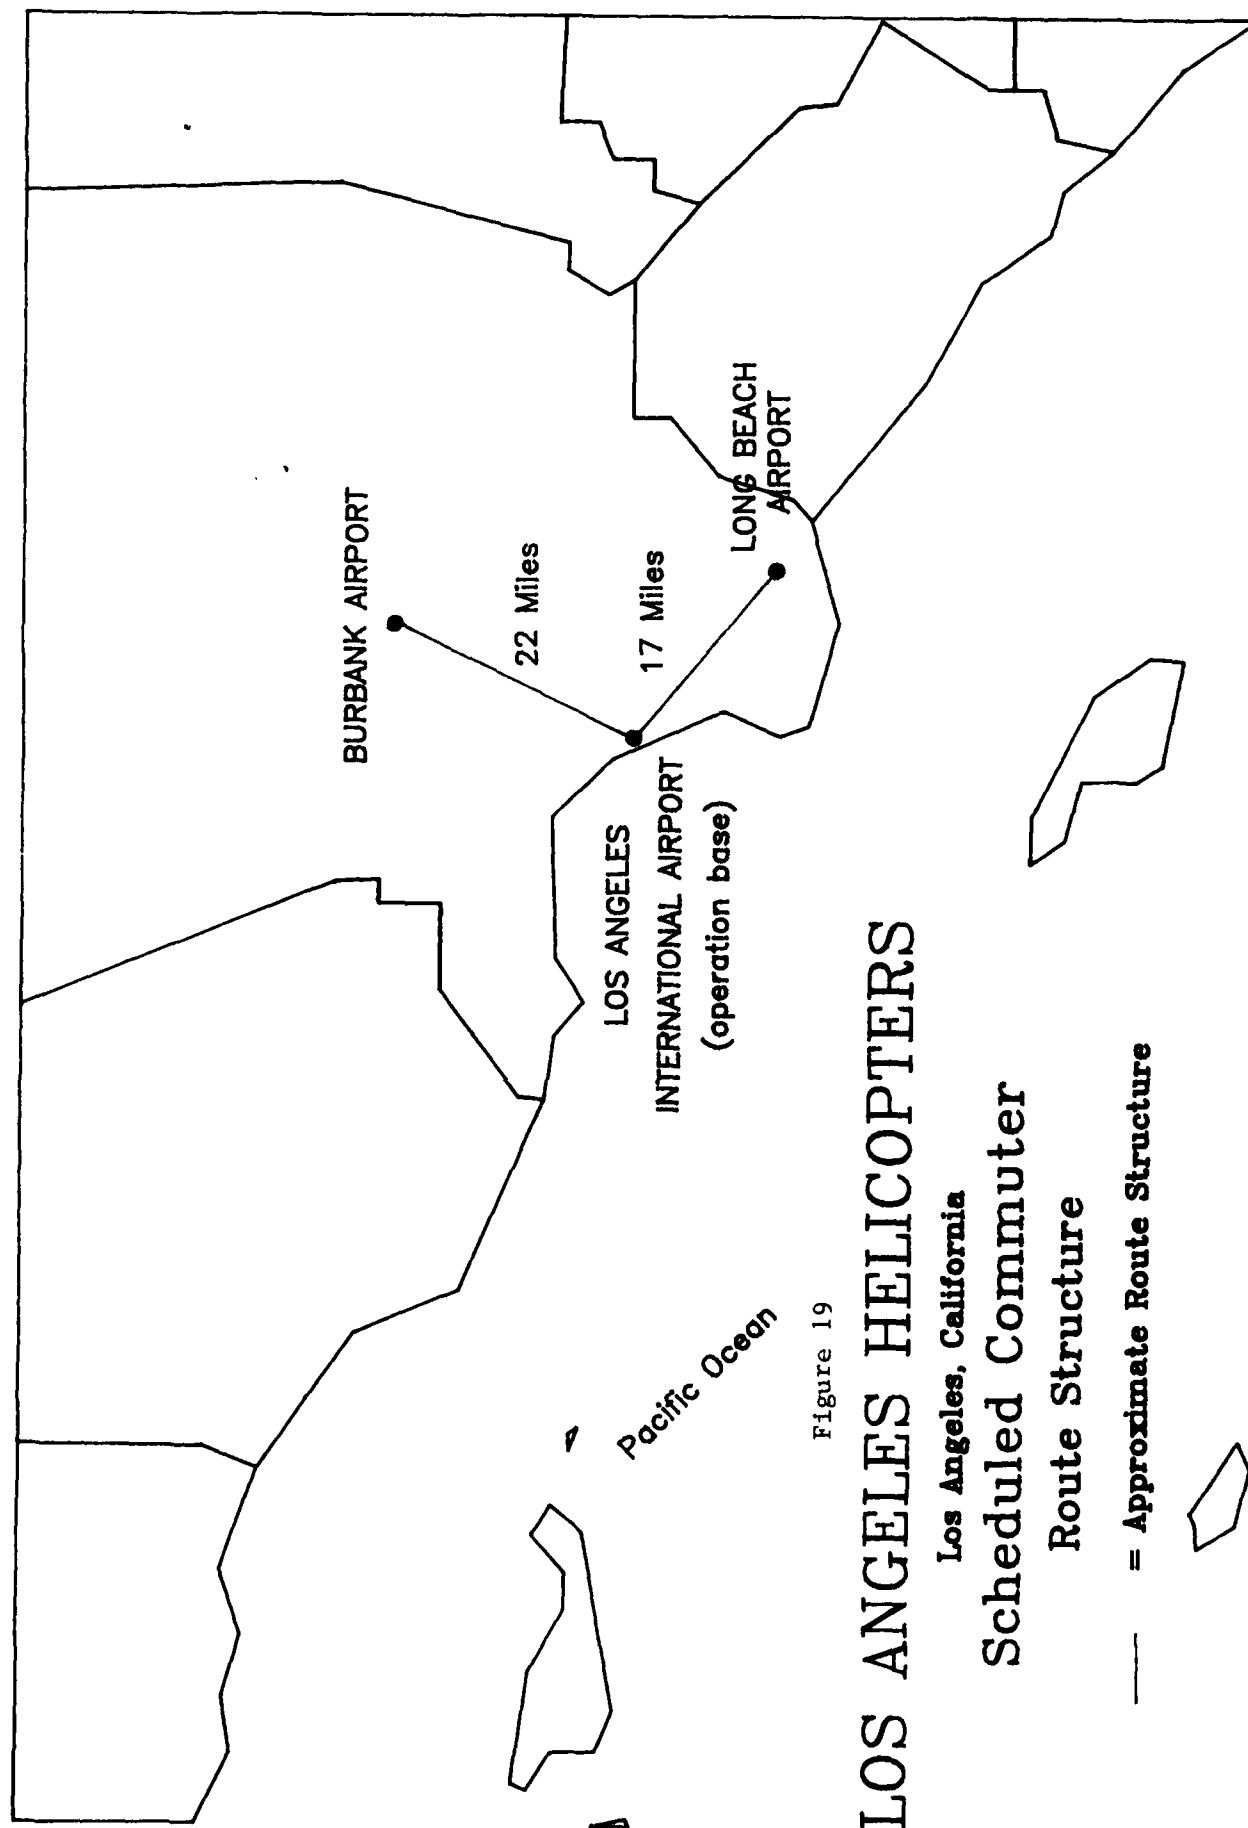 BURBANK AIRPORT
22 Miles
17 Miles
LONG BEACH
AIRPORT
LOS ANGELES
INTERNATIONAL AIRPORT
(operation base)
Pacific Ocean
Figure 19
LOS ANGELES HELICOPTERS
Los Angeles, California
Scheduled Commuter
Route Structure
= Approximate Route Structure